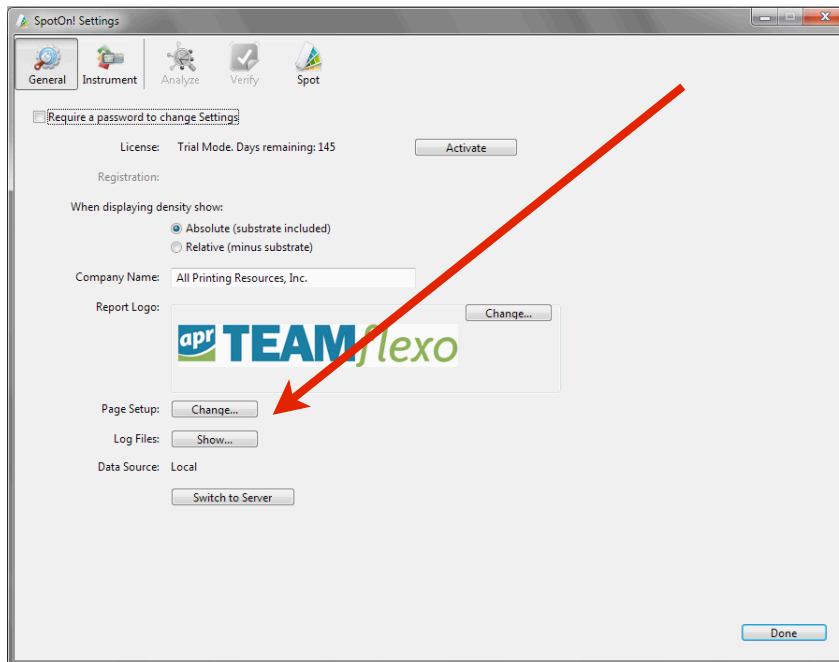 SpotOn! Settings
General Instrument Analyze Verify Spot
Require a password to change Settings
License: Trial Mode. Days remaining: 145 Activate
Registration:
When displaying density show:
Absolute (substrate included)
Relative (minus substrate)
Company Name: All Printing Resources, Inc.
Report Logo: Change...
apr TEAMflexo
Page Setup: Change...
Log Files: Show...
Data Source: Local
Switch to Server
Done